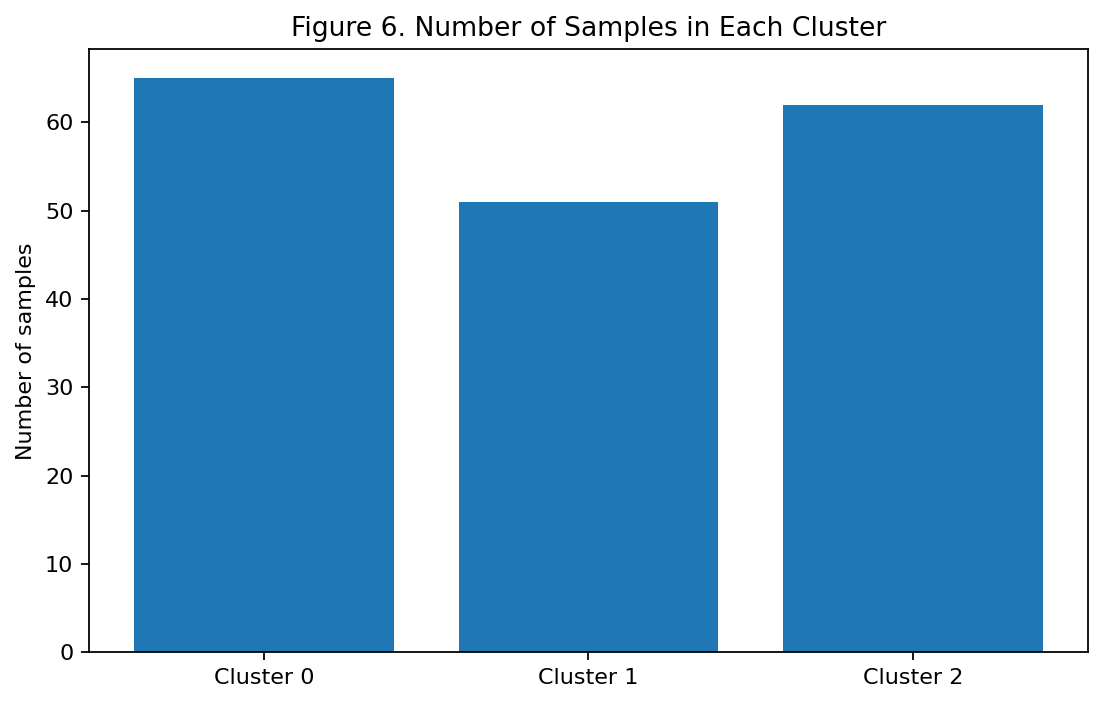 Figure 6. Number of Samples in Each Cluster
Number of samples
60
50
40
30
20
10
0
Cluster 0
Cluster 1
Cluster 2